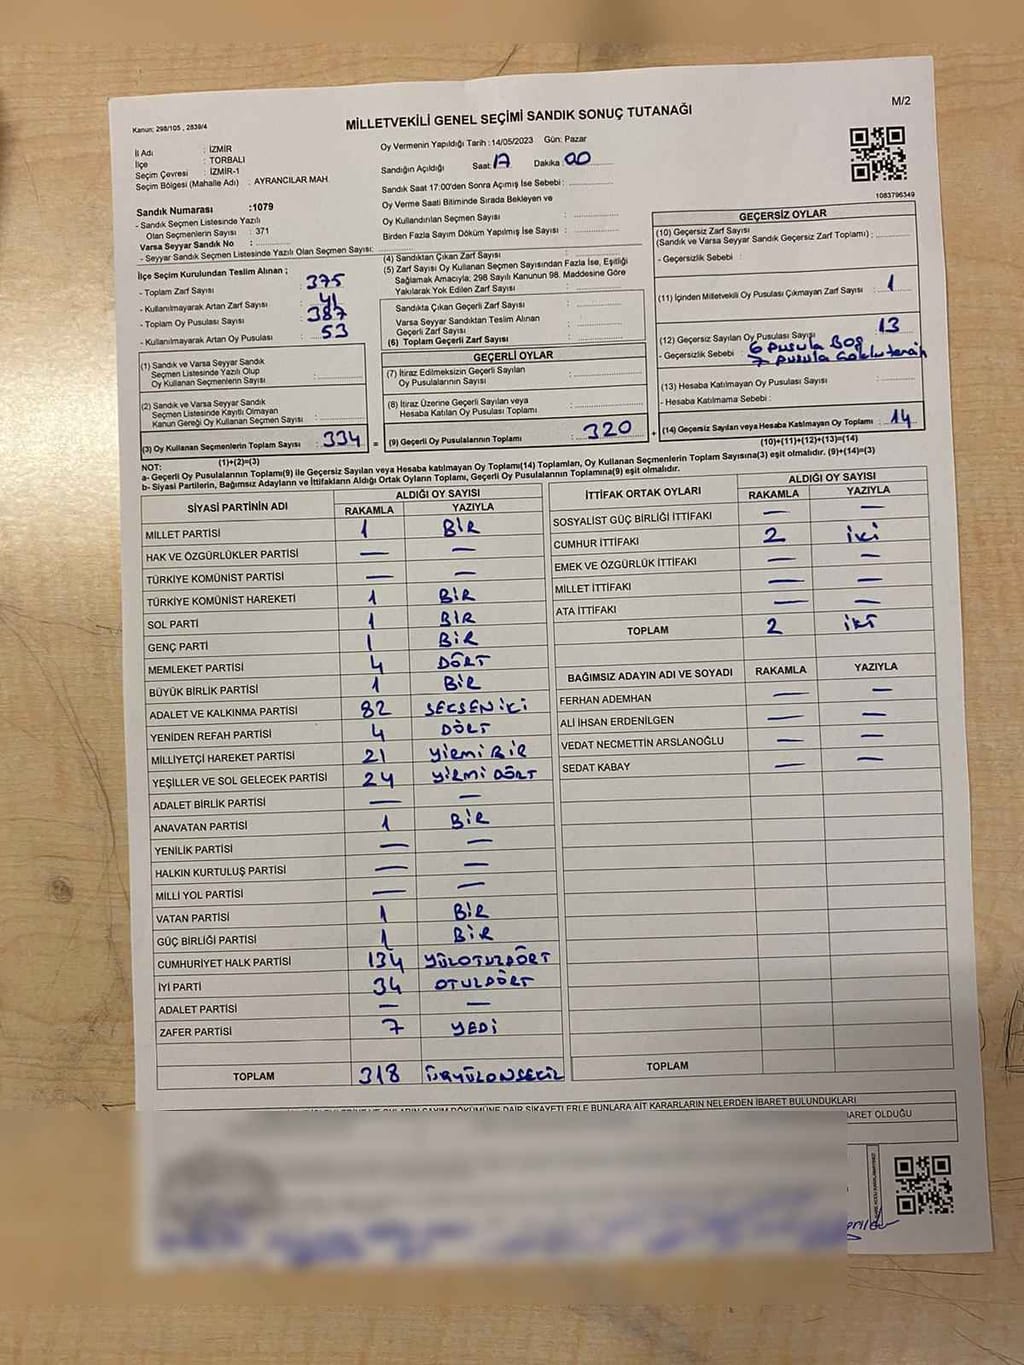 Kanun: 298/105 , 2839/4
MİLLETVEKİLİ GENEL SEÇİMİ SANDIK SONUÇ TUTANAĞI
M/2
İl Adı : İZMİR
İlçe : TORBALI
Seçim Çevresi : İZMİR-1
Seçim Bölgesi (Mahalle Adı) : AYRANCILAR MAH.
Oy Vermenin Yapıldığı Tarih :14/05/2023 Gün: Pazar
Sandığın Açıldığı Saat: 17 Dakika 00
Sandık Saat 17:00'den Sonra Açımış İse Sebebi :
Oy Verme Saati Bitiminde Sırada Bekleyen ve
Oy Kullandırılan Seçmen Sayısı :
Birden Fazla Sayım Döküm Yapılmış İse Sayısı :
1083796349
Sandık Numarası :1079
- Sandık Seçmen Listesinde Yazılı
Olan Seçmenlerin Sayısı : 371
Varsa Seyyar Sandık No :
- Seyyar Sandık Seçmen Listesinde Yazılı Olan Seçmen Sayısı:
İlçe Seçim Kurulundan Teslim Alınan ;
- Toplam Zarf Sayısı : 375
- Kullanılmayarak Artan Zarf Sayısı : 41
- Toplam Oy Pusulası Sayısı : 387
- Kullanılmayarak Artan Oy Pusulası : 53
(4) Sandıktan Çıkan Zarf Sayısı :
(5) Zarf Sayısı Oy Kullanan Seçmen Sayısından Fazla İse, Eşitliği
Sağlamak Amacıyla; 298 Sayılı Kanunun 98. Maddesine Göre
Yakılarak Yok Edilen Zarf Sayısı :
Sandıkta Çıkan Geçerli Zarf Sayısı :
Varsa Seyyar Sandıktan Teslim Alınan
Geçerli Zarf Sayısı :
(6) Toplam Geçerli Zarf Sayısı :
GEÇERSİZ OYLAR
(10) Geçersiz Zarf Sayısı
(Sandık ve Varsa Seyyar Sandık Geçersiz Zarf Toplamı) :
- Geçersizlik Sebebi :
(11) İçinden Milletvekili Oy Pusulası Çıkmayan Zarf Sayısı : 1
(12) Geçersiz Sayılan Oy Pusulası Sayısı : 13
- Geçersizlik Sebebi : 6 Pusula Boş
7 Pusula
(13) Hesaba Katılmayan Oy Pusulası Sayısı :
- Hesaba Katılmama Sebebi :
(14) Geçersiz Sayılan veya Hesaba Katılmayan Oy Toplamı : 14
(10)+(11)+(12)+(13)=(14)
(1) Sandık ve Varsa Seyyar Sandık
Seçmen Listesinde Yazılı Olup
Oy Kullanan Seçmenlerin Sayısı :
(2) Sandık ve Varsa Seyyar Sandık
Seçmen Listesinde Kayıtlı Olmayan
Kanun Gereği Oy Kullanan Seçmen Sayısı :
(3) Oy Kullanan Seçmenlerin Toplam Sayısı : 334 =
(1)+(2)=(3)
GEÇERLİ OYLAR
(7) İtiraz Edilmeksizin Geçerli Sayılan
Oy Pusulalarının Sayısı :
(8) İtiraz Üzerine Geçerli Sayılan veya
Hesaba Katılan Oy Pusulası Toplamı :
(9) Geçerli Oy Pusulalarının Toplamı : 320 +
NOT:
a- Geçerli Oy Pusulalarının Toplamı(9) ile Geçersiz Sayılan veya Hesaba katılmayan Oy Toplamı(14) Toplamları, Oy Kullanan Seçmenlerin Toplam Sayısına(3) eşit olmalıdır. (9)+(14)=(3)
b- Siyasi Partilerin, Bağımsız Adayların ve İttifakların Aldığı Ortak Oyların Toplamı, Geçerli Oy Pusulalarının Toplamına(9) eşit olmalıdır.
SİYASİ PARTİNİN ADI ALDIĞI OY SAYISI
RAKAMLA YAZIYLA
MİLLET PARTİSİ 1 BİR
HAK VE ÖZGÜRLÜKLER PARTİSİ — —
TÜRKİYE KOMÜNİST PARTİSİ — —
TÜRKİYE KOMÜNİST HAREKETİ 1 BİR
SOL PARTİ 1 BİR
GENÇ PARTİ 1 BİR
MEMLEKET PARTİSİ 4 DÖRT
BÜYÜK BİRLİK PARTİSİ 1 BİR
ADALET VE KALKINMA PARTİSİ 82 SEKSEN iKi
YENİDEN REFAH PARTİSİ 4 DÖRT
MİLLİYETÇİ HAREKET PARTİSİ 21 YİRMİ BİR
YEŞİLLER VE SOL GELECEK PARTİSİ 24 YİRMİ DÖRT
ADALET BİRLİK PARTİSİ — —
ANAVATAN PARTİSİ 1 BİR
YENİLİK PARTİSİ — —
HALKIN KURTULUŞ PARTİSİ — —
MİLLİ YOL PARTİSİ — —
VATAN PARTİSİ 1 BİR
GÜÇ BİRLİĞİ PARTİSİ 1 BİR
CUMHURİYET HALK PARTİSİ 134 YÜZOTUZDÖRT
İYİ PARTİ 34 OTUZDÖRT
ADALET PARTİSİ — —
ZAFER PARTİSİ 7 YEDİ
TOPLAM 318 ÜÇYÜZONSEKİZ
İTTİFAK ORTAK OYLARI ALDIĞI OY SAYISI
RAKAMLA YAZIYLA
SOSYALİST GÜÇ BİRLİĞİ İTTİFAKI — —
CUMHUR İTTİFAKI 2 iKi
EMEK VE ÖZGÜRLÜK İTTİFAKI — —
MİLLET İTTİFAKI — —
ATA İTTİFAKI — —
TOPLAM 2 iKİ
BAĞIMSIZ ADAYIN ADI VE SOYADI RAKAMLA YAZIYLA
FERHAN ADEMHAN — —
ALİ İHSAN ERDENİLGEN — —
VEDAT NECMETTİN ARSLANOĞLU — —
SEDAT KABAY — —
TOPLAM
SAYIM DÖKÜMÜNE DAİR ŞİKAYETLERLE BUNLARA AİT KARARLARIN NELERDEN İBARET BULUNDUKLARI
İBARET OLDUĞU